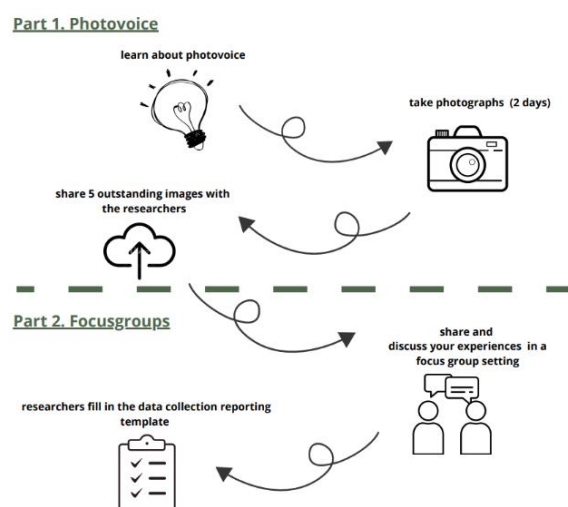 Part 1. Photovoice
learn about photovoice
take photographs (2 days)
share 5 outstanding images with
the researchers
Part 2. Focusgroups
share and
discuss your experiences in a
focus group setting
researchers fill in the data collection reporting
template